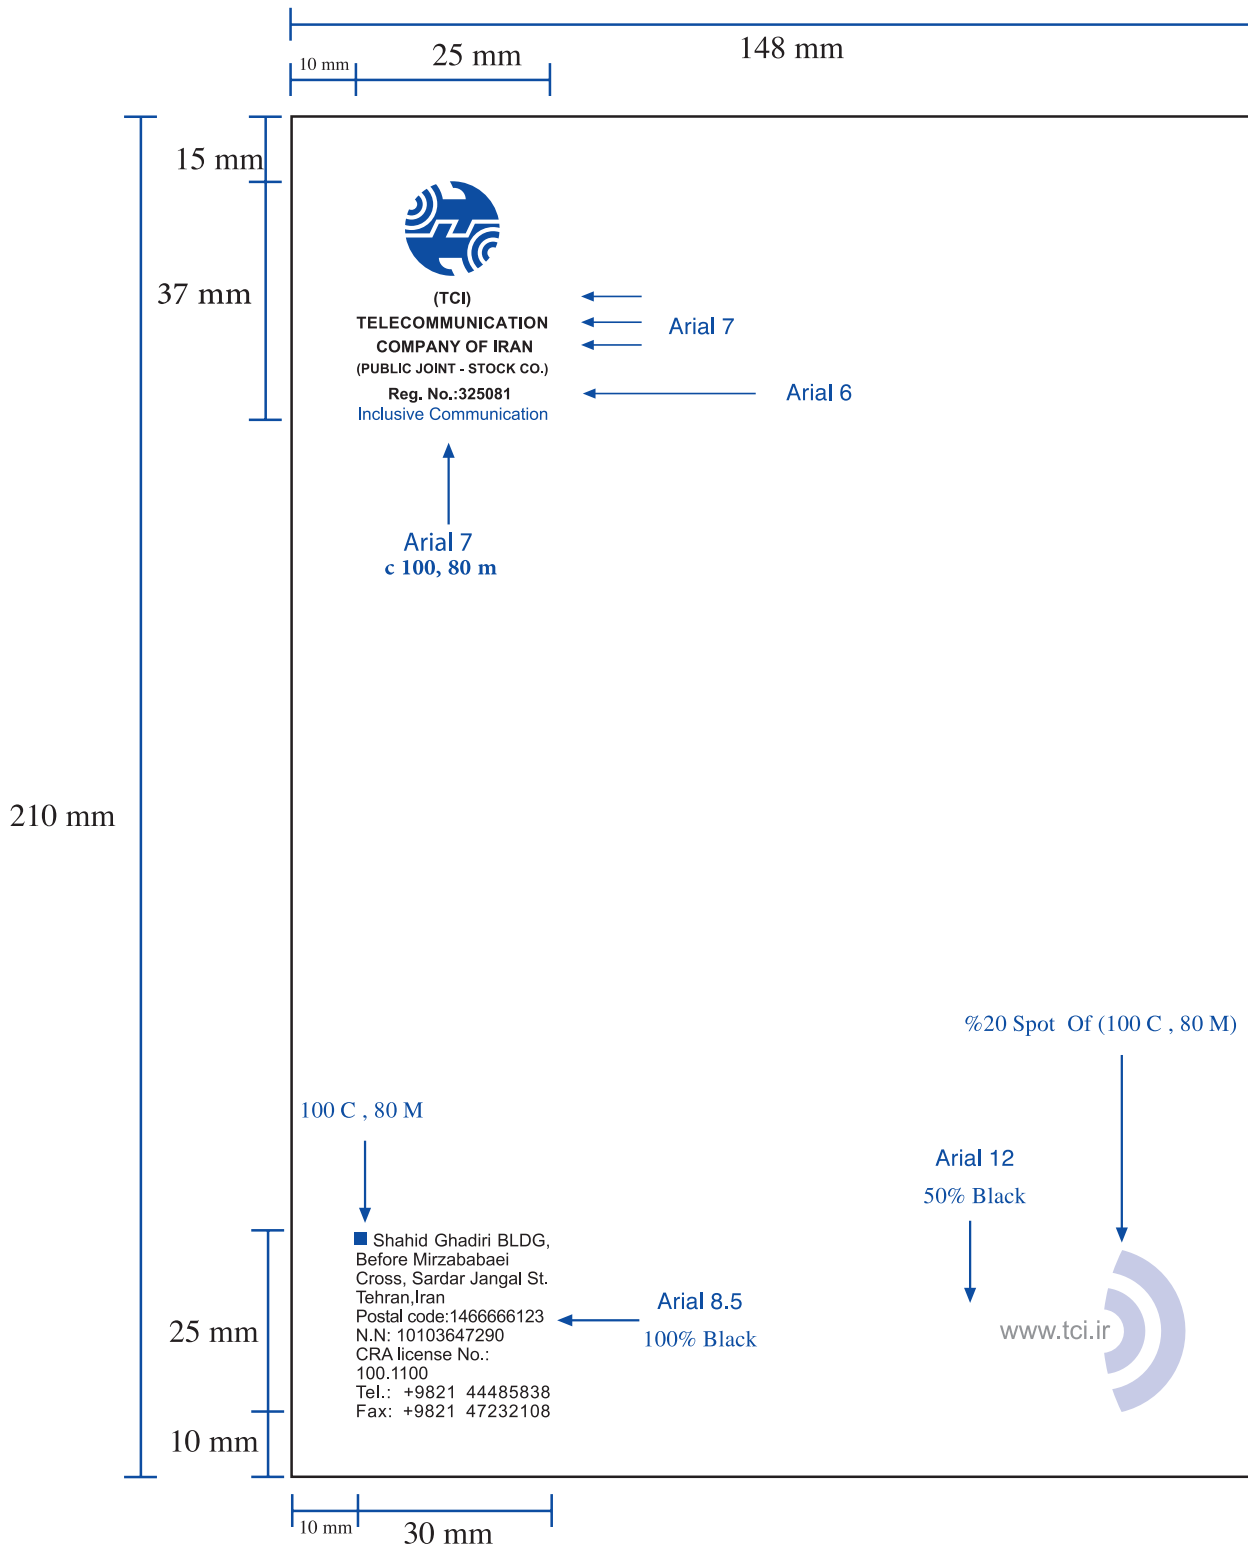 148 mm
10 mm
25 mm
15 mm
37 mm
(TCI)
TELECOMMUNICATION
COMPANY OF IRAN
(PUBLIC JOINT - STOCK CO.)
Reg. No.:325081
Inclusive Communication
Arial 7
Arial 6
Arial 7
c 100, 80 m
210 mm
%20 Spot Of (100 C , 80 M)
100 C , 80 M
Arial 12
50% Black
Shahid Ghadiri BLDG,
Before Mirzababaei
Cross, Sardar Jangal St.
Tehran,Iran
Postal code:1466666123
N.N: 10103647290
CRA license No.:
100.1100
Tel.: +9821 44485838
Fax: +9821 47232108
Arial 8.5
100% Black
www.tci.ir
25 mm
10 mm
10 mm
30 mm